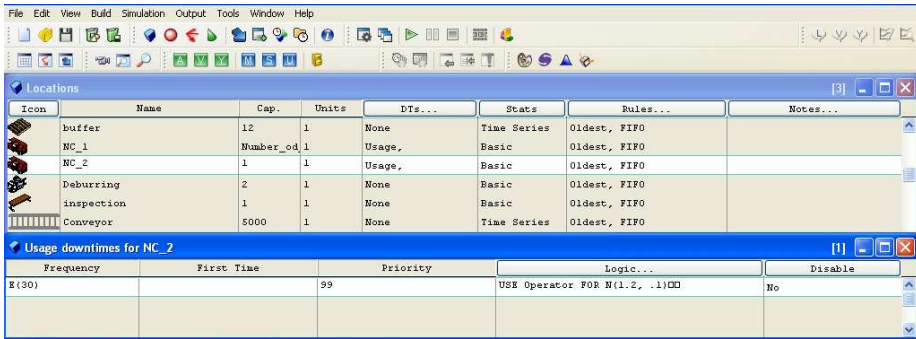 File Edit View Build Simulation Output Tools Window Help
Locations [3]
Icon Name Cap. Units DTs... Stats Rules... Notes...
buffer 12 1 None Time Series Oldest, FIFO
NC_1 Number_od 1 Usage, Basic Oldest, FIFO
NC_2 1 1 Usage, Basic Oldest, FIFO
Deburring 2 1 None Basic Oldest, FIFO
inspection 1 1 None Basic Oldest, FIFO
Conveyor 5000 1 None Time Series Oldest, FIFO
Usage downtimes for NC_2 [1]
Frequency First Time Priority Logic... Disable
E(30) 99 USE Operator FOR N(1.2, .1)□□ No